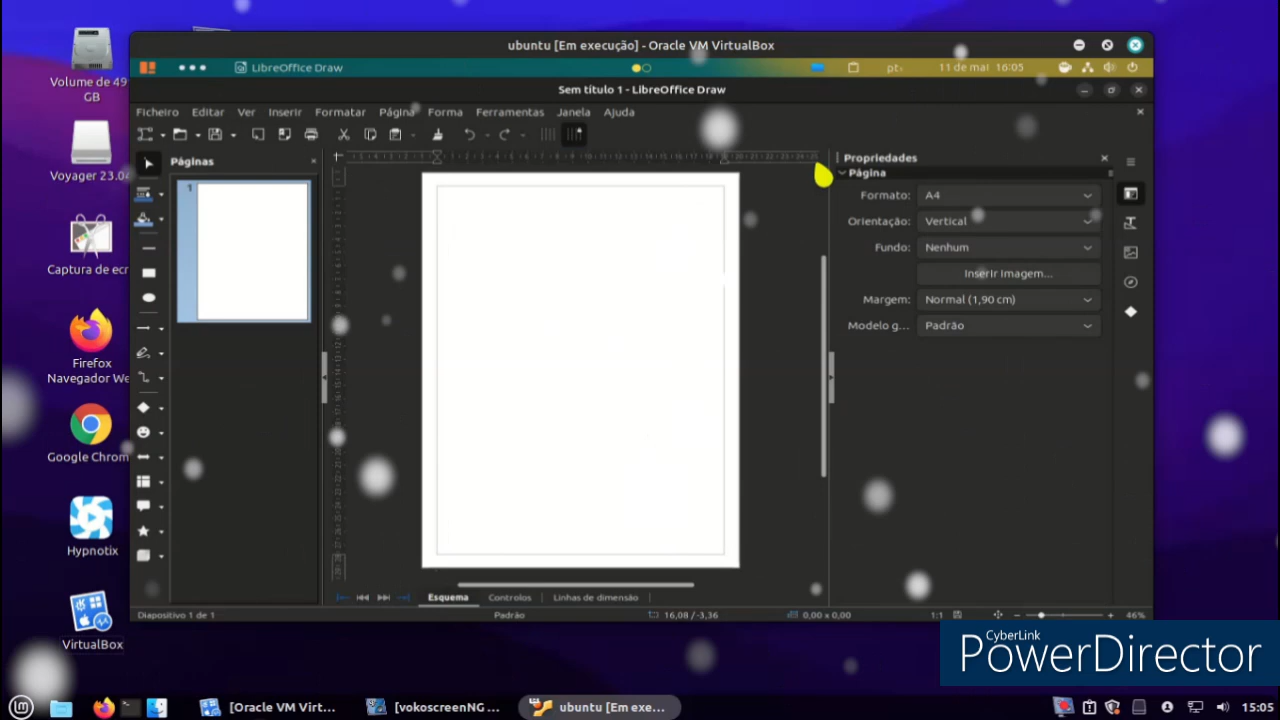 ubuntu [Em execução] - Oracle VM VirtualBox
LibreOffice Draw
pt
11 de mai 16:05
Sem título 1 - LibreOffice Draw
Ficheiro Editar Ver Inserir Formatar Página Forma Ferramentas Janela Ajuda
Páginas
1
Propriedades
Página
Formato: A4
Orientação: Vertical
Fundo: Nenhum
Inserir Imagem...
Margem: Normal (1,90 cm)
Modelo g... Padrão
Esquema Controlos Linhas de dimensão
Diapositivo 1 de 1
Padrão
16,08 / -3,36
0,00 x 0,00
1:1
46%
Volume de 49 GB
Voyager 23.04
Captura de ecr
Firefox
Navegador We
Google Chrom
Hypnotix
VirtualBox
CyberLink
PowerDirector
[Oracle VM Virt...
[vokoscreenNG ...
ubuntu [Em exe...
15:05